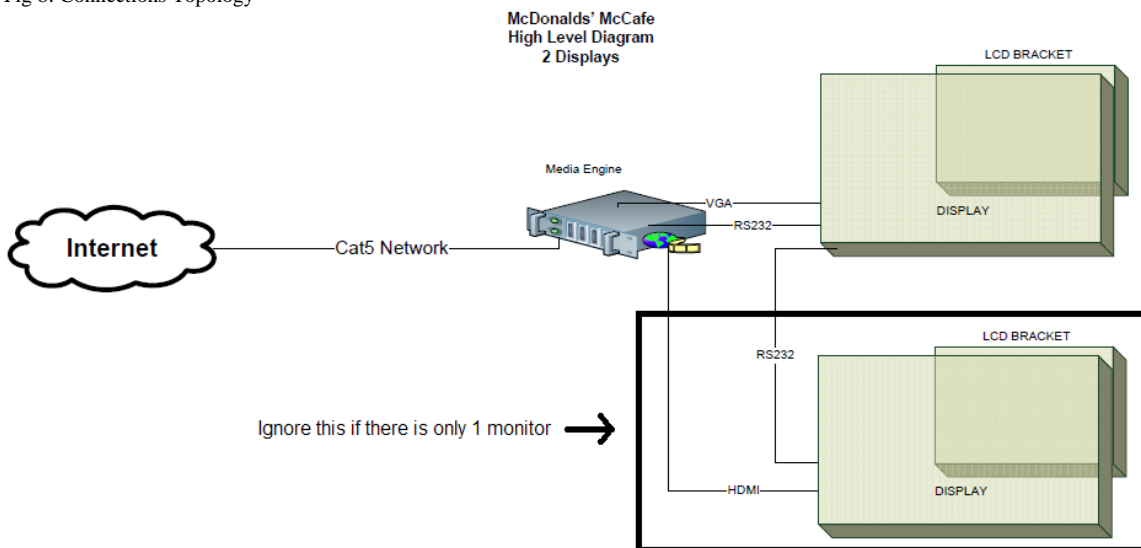 Fig 8: Connections Topology
McDonalds' McCafe
High Level Diagram
2 Displays
LCD BRACKET
Media Engine
VGA
DISPLAY
RS232
Internet
Cat5 Network
LCD BRACKET
RS232
Ignore this if there is only 1 monitor
HDMI
DISPLAY